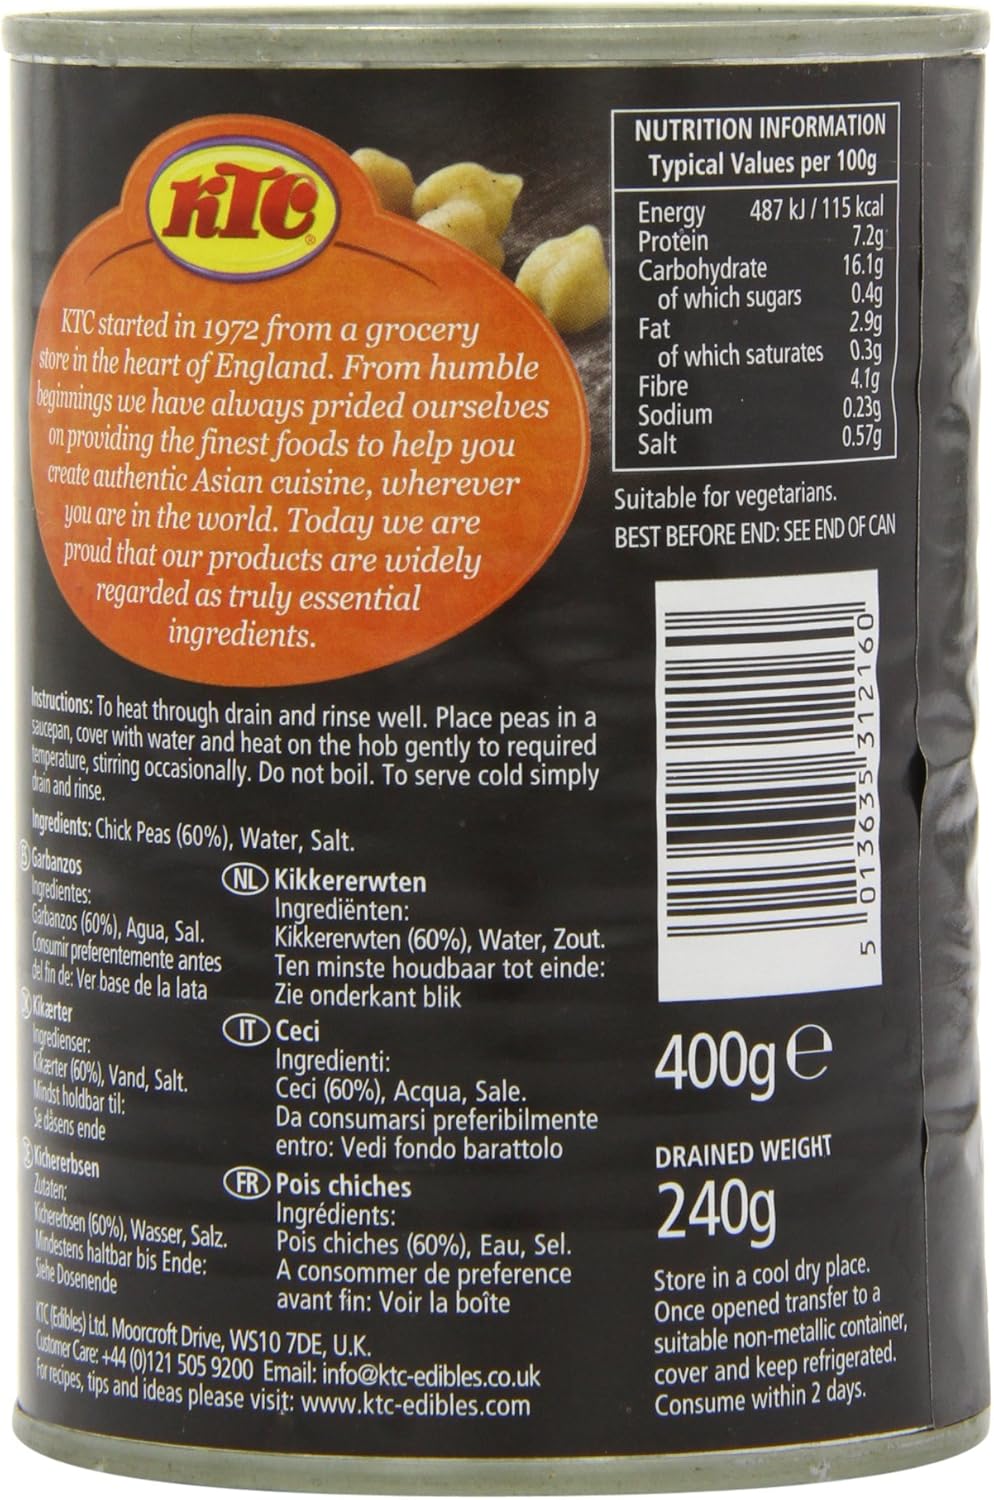 KTC
®
KTC started in 1972 from a grocery
store in the heart of England. From humble
beginnings we have always prided ourselves
on providing the finest foods to help you
create authentic Asian cuisine, wherever
you are in the world. Today we are
proud that our products are widely
regarded as truly essential
ingredients.
Instructions: To heat through drain and rinse well. Place peas in a
saucepan, cover with water and heat on the hob gently to required
temperature, stirring occasionally. Do not boil. To serve cold simply
drain and rinse.
Ingredients: Chick Peas (60%), Water, Salt.
Garbanzos
Ingredientes:
Garbanzos (60%), Agua, Sal.
Consumir preferentemente antes
del fin de: Ver base de la lata
Kikærter
Ingredienser:
Kikærter (60%), Vand, Salt.
Mindst holdbar til:
Se dåsens ende
Kichererbsen
Zutaten:
Kichererbsen (60%), Wasser, Salz.
Mindestens haltbar bis Ende:
Siehe Dosenende
NL Kikkererwten
Ingrediënten:
Kikkererwten (60%), Water, Zout.
Ten minste houdbaar tot einde:
Zie onderkant blik
IT Ceci
Ingredienti:
Ceci (60%), Acqua, Sale.
Da consumarsi preferibilmente
entro: Vedi fondo barattolo
FR Pois chiches
Ingrédients:
Pois chiches (60%), Eau, Sel.
A consommer de preference
avant fin: Voir la boîte
KTC (Edibles) Ltd. Moorcroft Drive, WS10 7DE, U.K.
Customer Care: +44 (0)121 505 9200 Email: info@ktc-edibles.co.uk
For recipes, tips and ideas please visit: www.ktc-edibles.com
NUTRITION INFORMATION
Typical Values per 100g
Energy 487 kJ / 115 kcal
Protein 7.2g
Carbohydrate 16.1g
of which sugars 0.4g
Fat 2.9g
of which saturates 0.3g
Fibre 4.1g
Sodium 0.23g
Salt 0.57g
Suitable for vegetarians.
BEST BEFORE END: SEE END OF CAN
5 013635 312160
400g e
DRAINED WEIGHT
240g
Store in a cool dry place.
Once opened transfer to a
suitable non-metallic container,
cover and keep refrigerated.
Consume within 2 days.